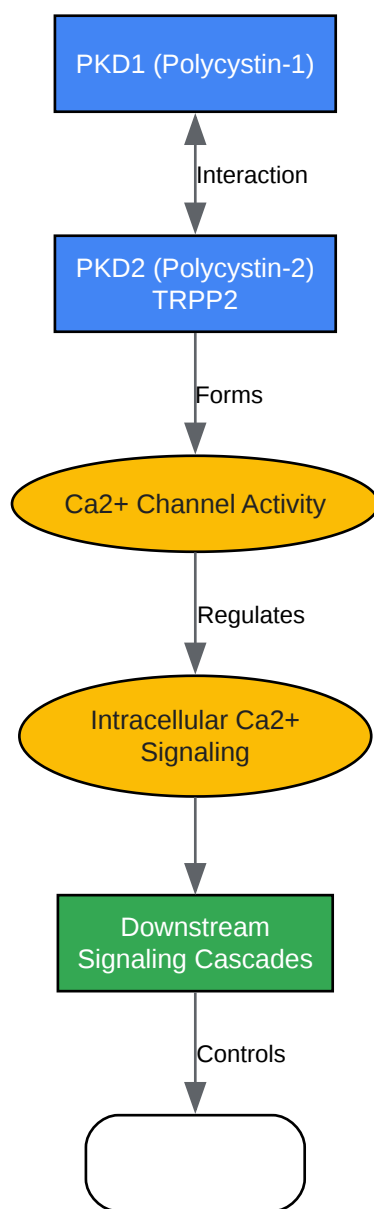 PKD1 (Polycystin-1)
Interaction
PKD2 (Polycystin-2)
TRPP2
Forms
Ca2+ Channel Activity
Regulates
Intracellular Ca2+
Signaling
Downstream
Signaling Cascades
Controls